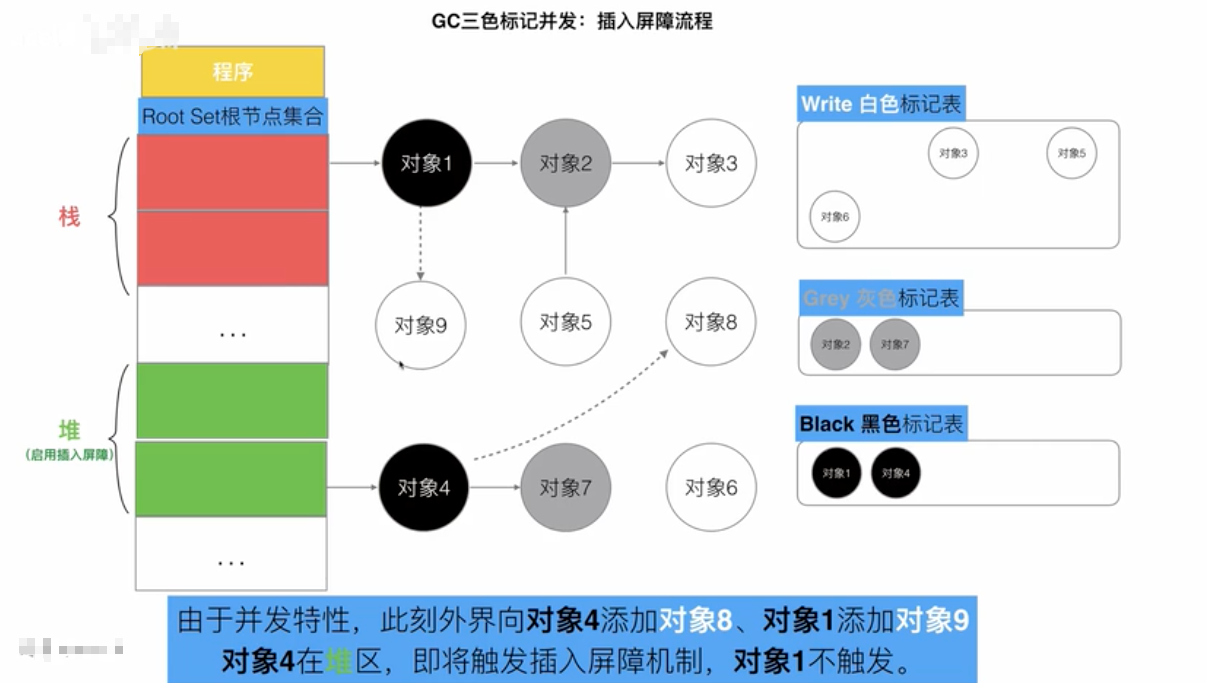 GC三色标记并发：插入屏障流程
程序
Root Set根节点集合
栈
...
堆
(启用插入屏障)
...
对象1
对象2
对象3
对象9
对象5
对象8
对象4
对象7
对象6
Write 白色标记表
对象3
对象5
对象6
Grey 灰色标记表
对象2
对象7
Black 黑色标记表
对象1
对象4
由于并发特性，此刻外界向对象4添加对象8、对象1添加对象9
对象4在堆区，即将触发插入屏障机制，对象1不触发。